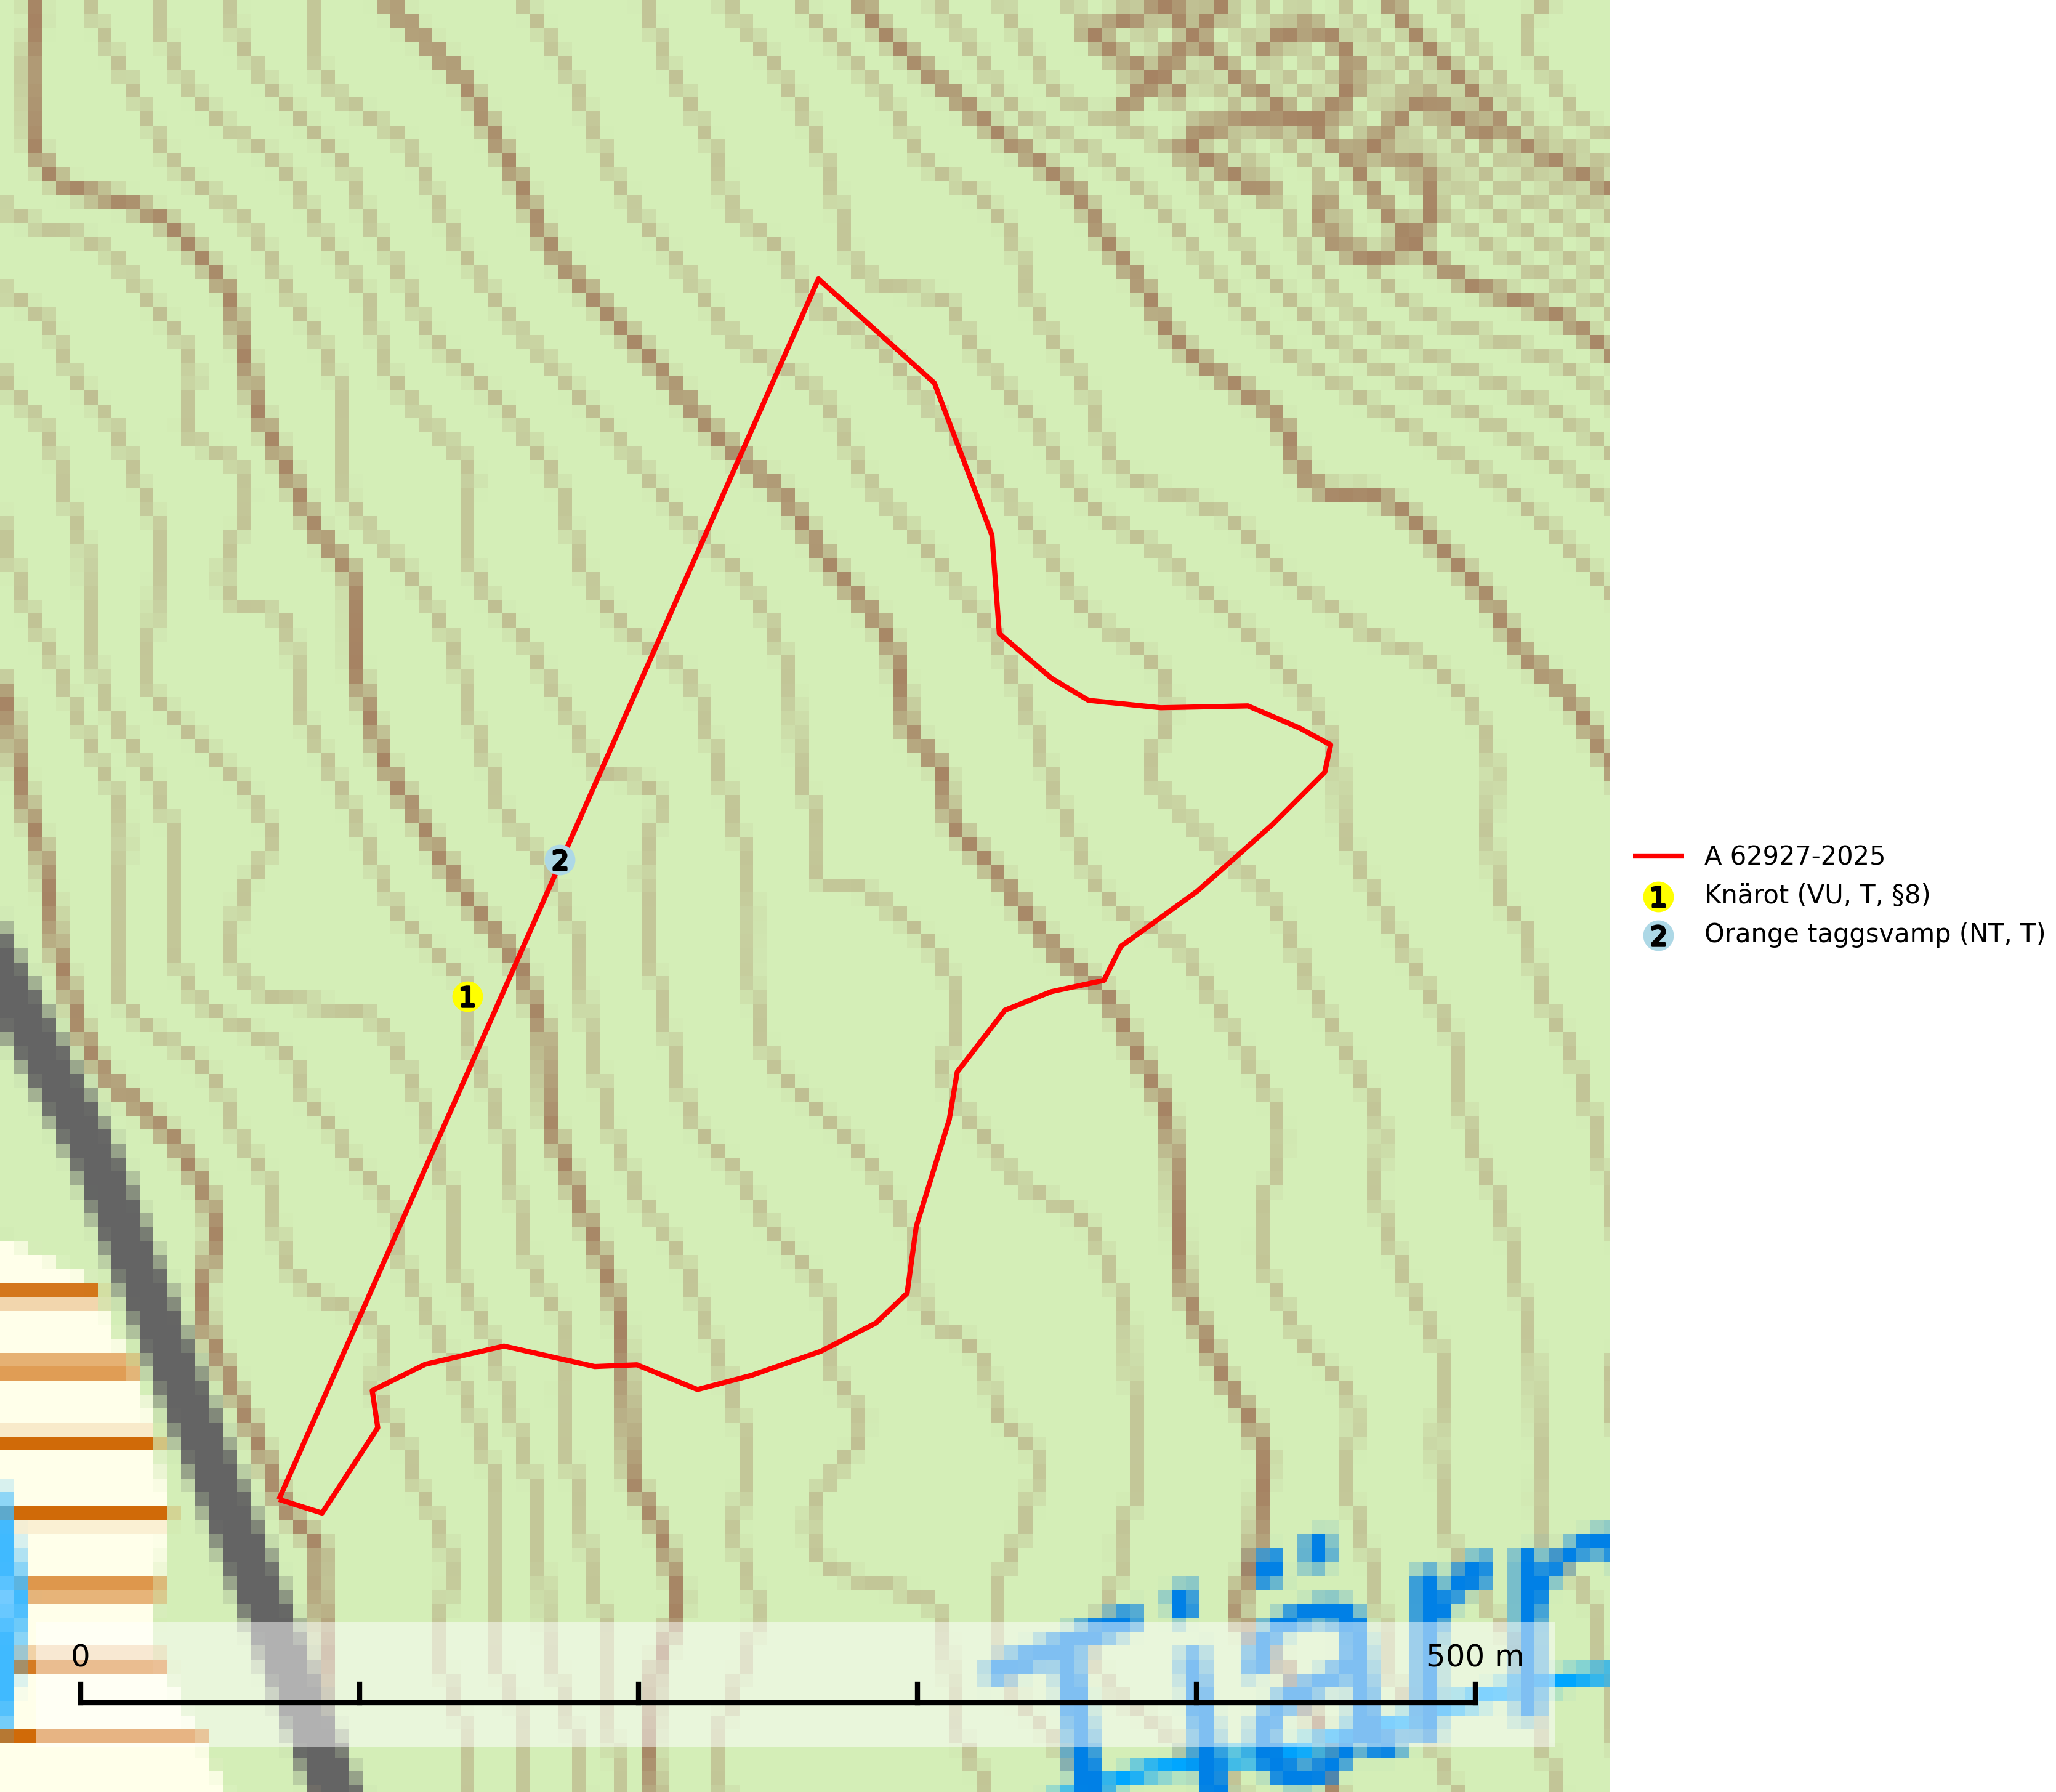 2
1
A 62927-2025
1 Knärot (VU, T, §8)
2 Orange taggsvamp (NT, T)
0 500 m